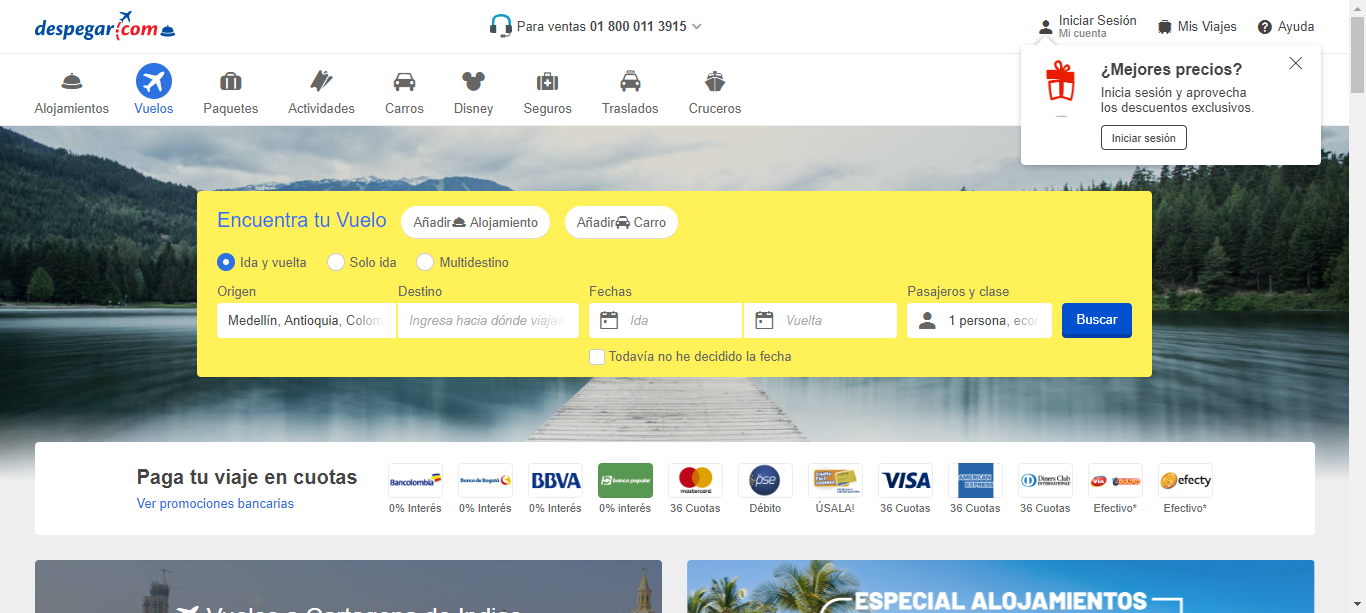 despegar.com
Para ventas 01 800 011 3915
Iniciar Sesión
Mi cuenta
Mis Viajes
Ayuda
Alojamientos
Vuelos
Paquetes
Actividades
Carros
Disney
Seguros
Traslados
Cruceros
¿Mejores precios?
Inicia sesión y aprovecha
los descuentos exclusivos.
Iniciar sesión
Encuentra tu Vuelo
Añadir Alojamiento
Añadir Carro
Ida y vuelta
Solo ida
Multidestino
Origen
Destino
Fechas
Pasajeros y clase
Medellín, Antioquia, Colom
Ingresa hacia dónde viajas
Ida
Vuelta
1 persona, econ
Buscar
Todavía no he decidido la fecha
Paga tu viaje en cuotas
Ver promociones bancarias
Bancolombia
Banco de Bogotá
BBVA
banco popular
mastercard
pse
VISA
AMERICAN EXPRESS
Diners Club
INTERNATIONAL
via baloto
efecty
0% Interés
0% Interés
0% Interés
0% interés
36 Cuotas
Débito
ÚSALA!
36 Cuotas
36 Cuotas
36 Cuotas
Efectivo*
Efectivo*
Vuelos a Cartagena de Indias
ESPECIAL ALOJAMIENTOS